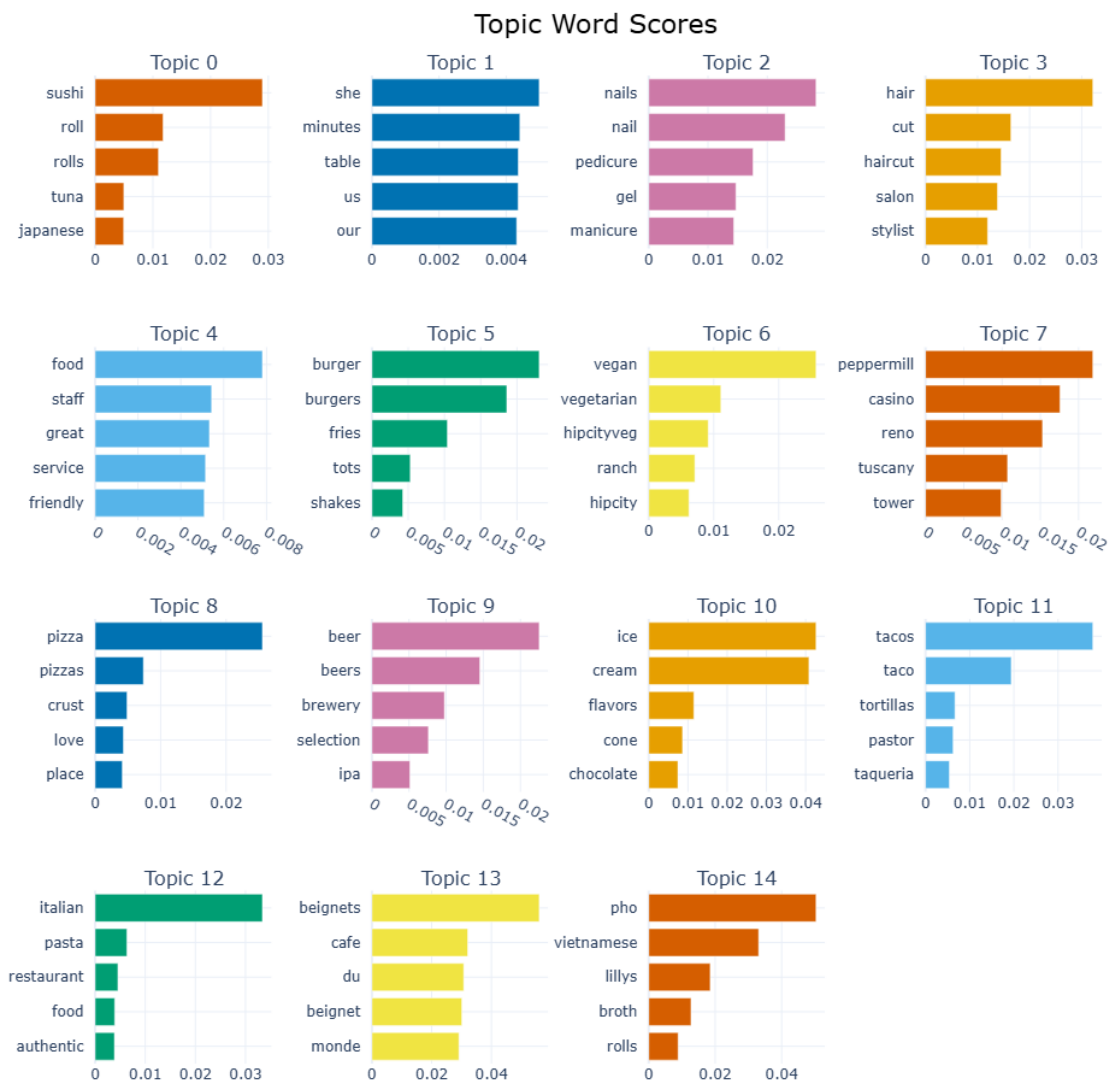 Topic Word Scores
Topic 0
sushi
roll
rolls
tuna
japanese
0 0.01 0.02 0.03
Topic 1
she
minutes
table
us
our
0 0.002 0.004
Topic 2
nails
nail
pedicure
gel
manicure
0 0.01 0.02
Topic 3
hair
cut
haircut
salon
stylist
0 0.01 0.02 0.03
Topic 4
food
staff
great
service
friendly
0 0.002 0.004 0.006 0.008
Topic 5
burger
burgers
fries
tots
shakes
0 0.005 0.01 0.015 0.02
Topic 6
vegan
vegetarian
hipcityveg
ranch
hipcity
0 0.01 0.02
Topic 7
peppermill
casino
reno
tuscany
tower
0 0.005 0.01 0.015 0.02
Topic 8
pizza
pizzas
crust
love
place
0 0.01 0.02
Topic 9
beer
beers
brewery
selection
ipa
0 0.005 0.01 0.015 0.02
Topic 10
ice
cream
flavors
cone
chocolate
0 0.01 0.02 0.03 0.04
Topic 11
tacos
taco
tortillas
pastor
taqueria
0 0.01 0.02 0.03
Topic 12
italian
pasta
restaurant
food
authentic
0 0.01 0.02 0.03
Topic 13
beignets
cafe
du
beignet
monde
0 0.02 0.04
Topic 14
pho
vietnamese
lillys
broth
rolls
0 0.02 0.04